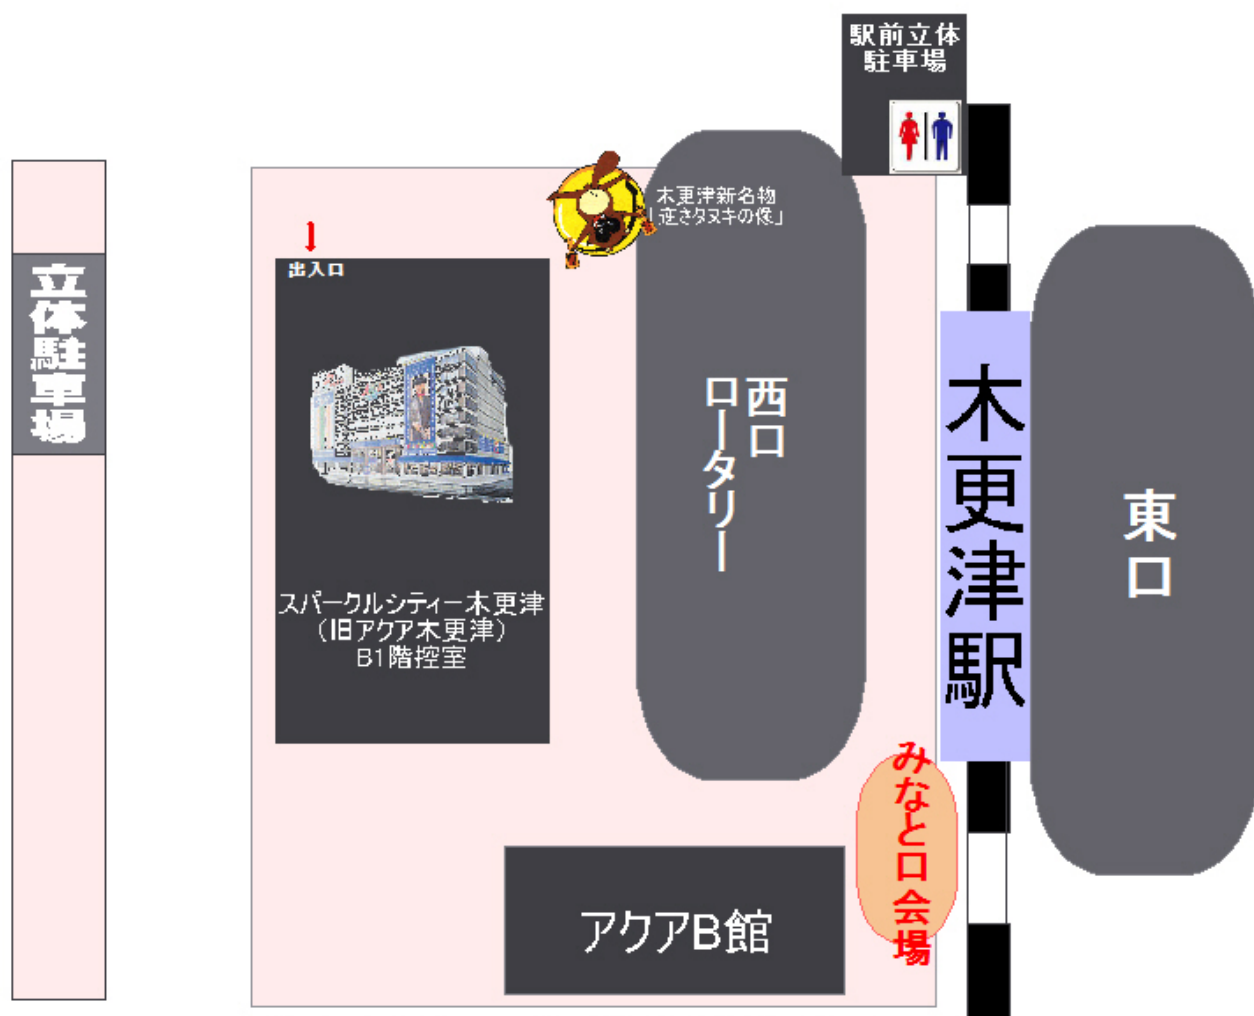 駅前立体
駐車場
木更津新名物
「逆さタヌキの像」
出入口
立体駐車場
西口
ロータリー
木更津駅
東口
スパークルシティー木更津
(旧アクア木更津)
B1階控室
みなと口会場
アクアB館